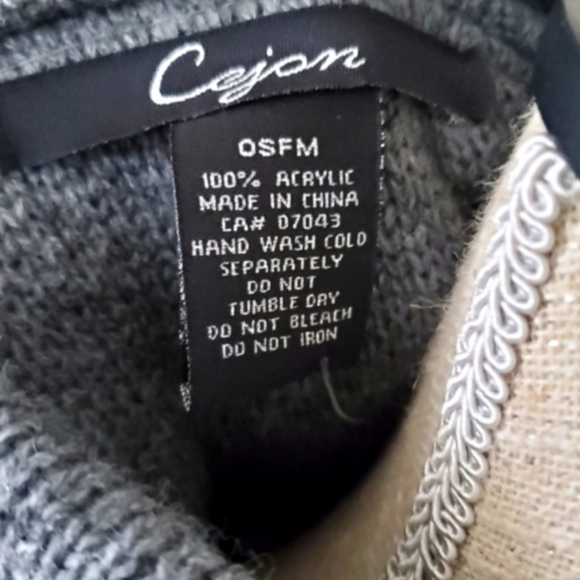 Cejon
OSFM
100% ACRYLIC
MADE IN CHINA
CA# 07043
HAND WASH COLD
SEPARATELY
DO NOT
TUMBLE DRY
DO NOT BLEACH
DO NOT IRON